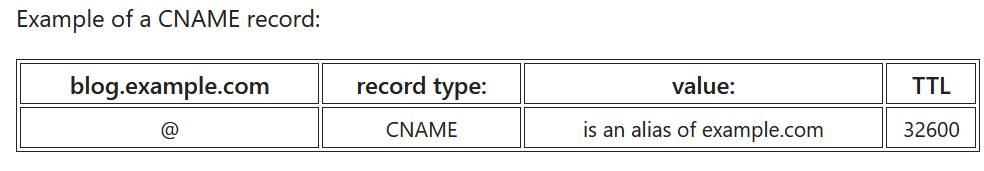 Example of a CNAME record:
blog.example.com record type: value: TTL
@ CNAME is an alias of example.com 32600